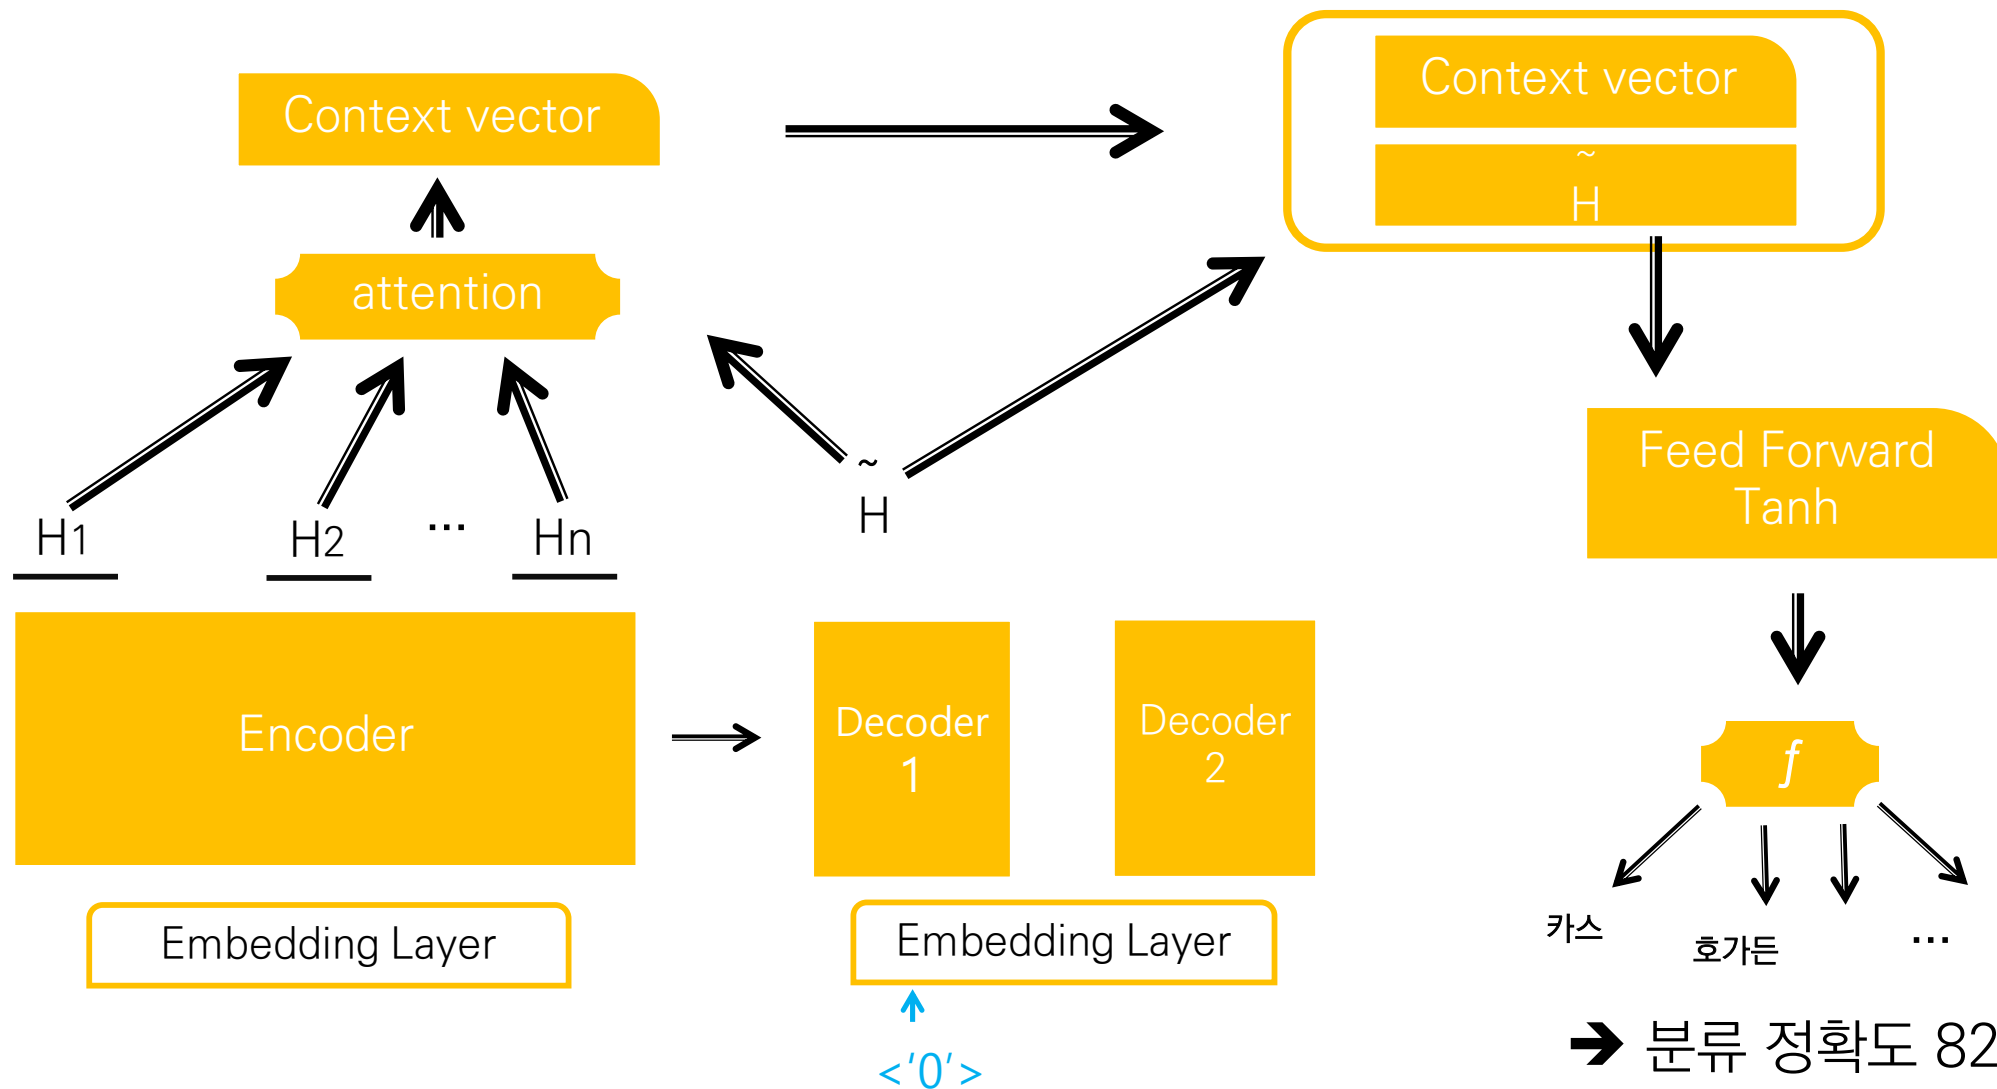 Context vector
attention
H1
H2
...
Hn
Encoder
Embedding Layer
~
H
Decoder
1
Decoder
2
Embedding Layer
<'0'>
Context vector
~
H
Feed Forward
Tanh
f
카스
호가든
...
➔ 분류 정확도 82